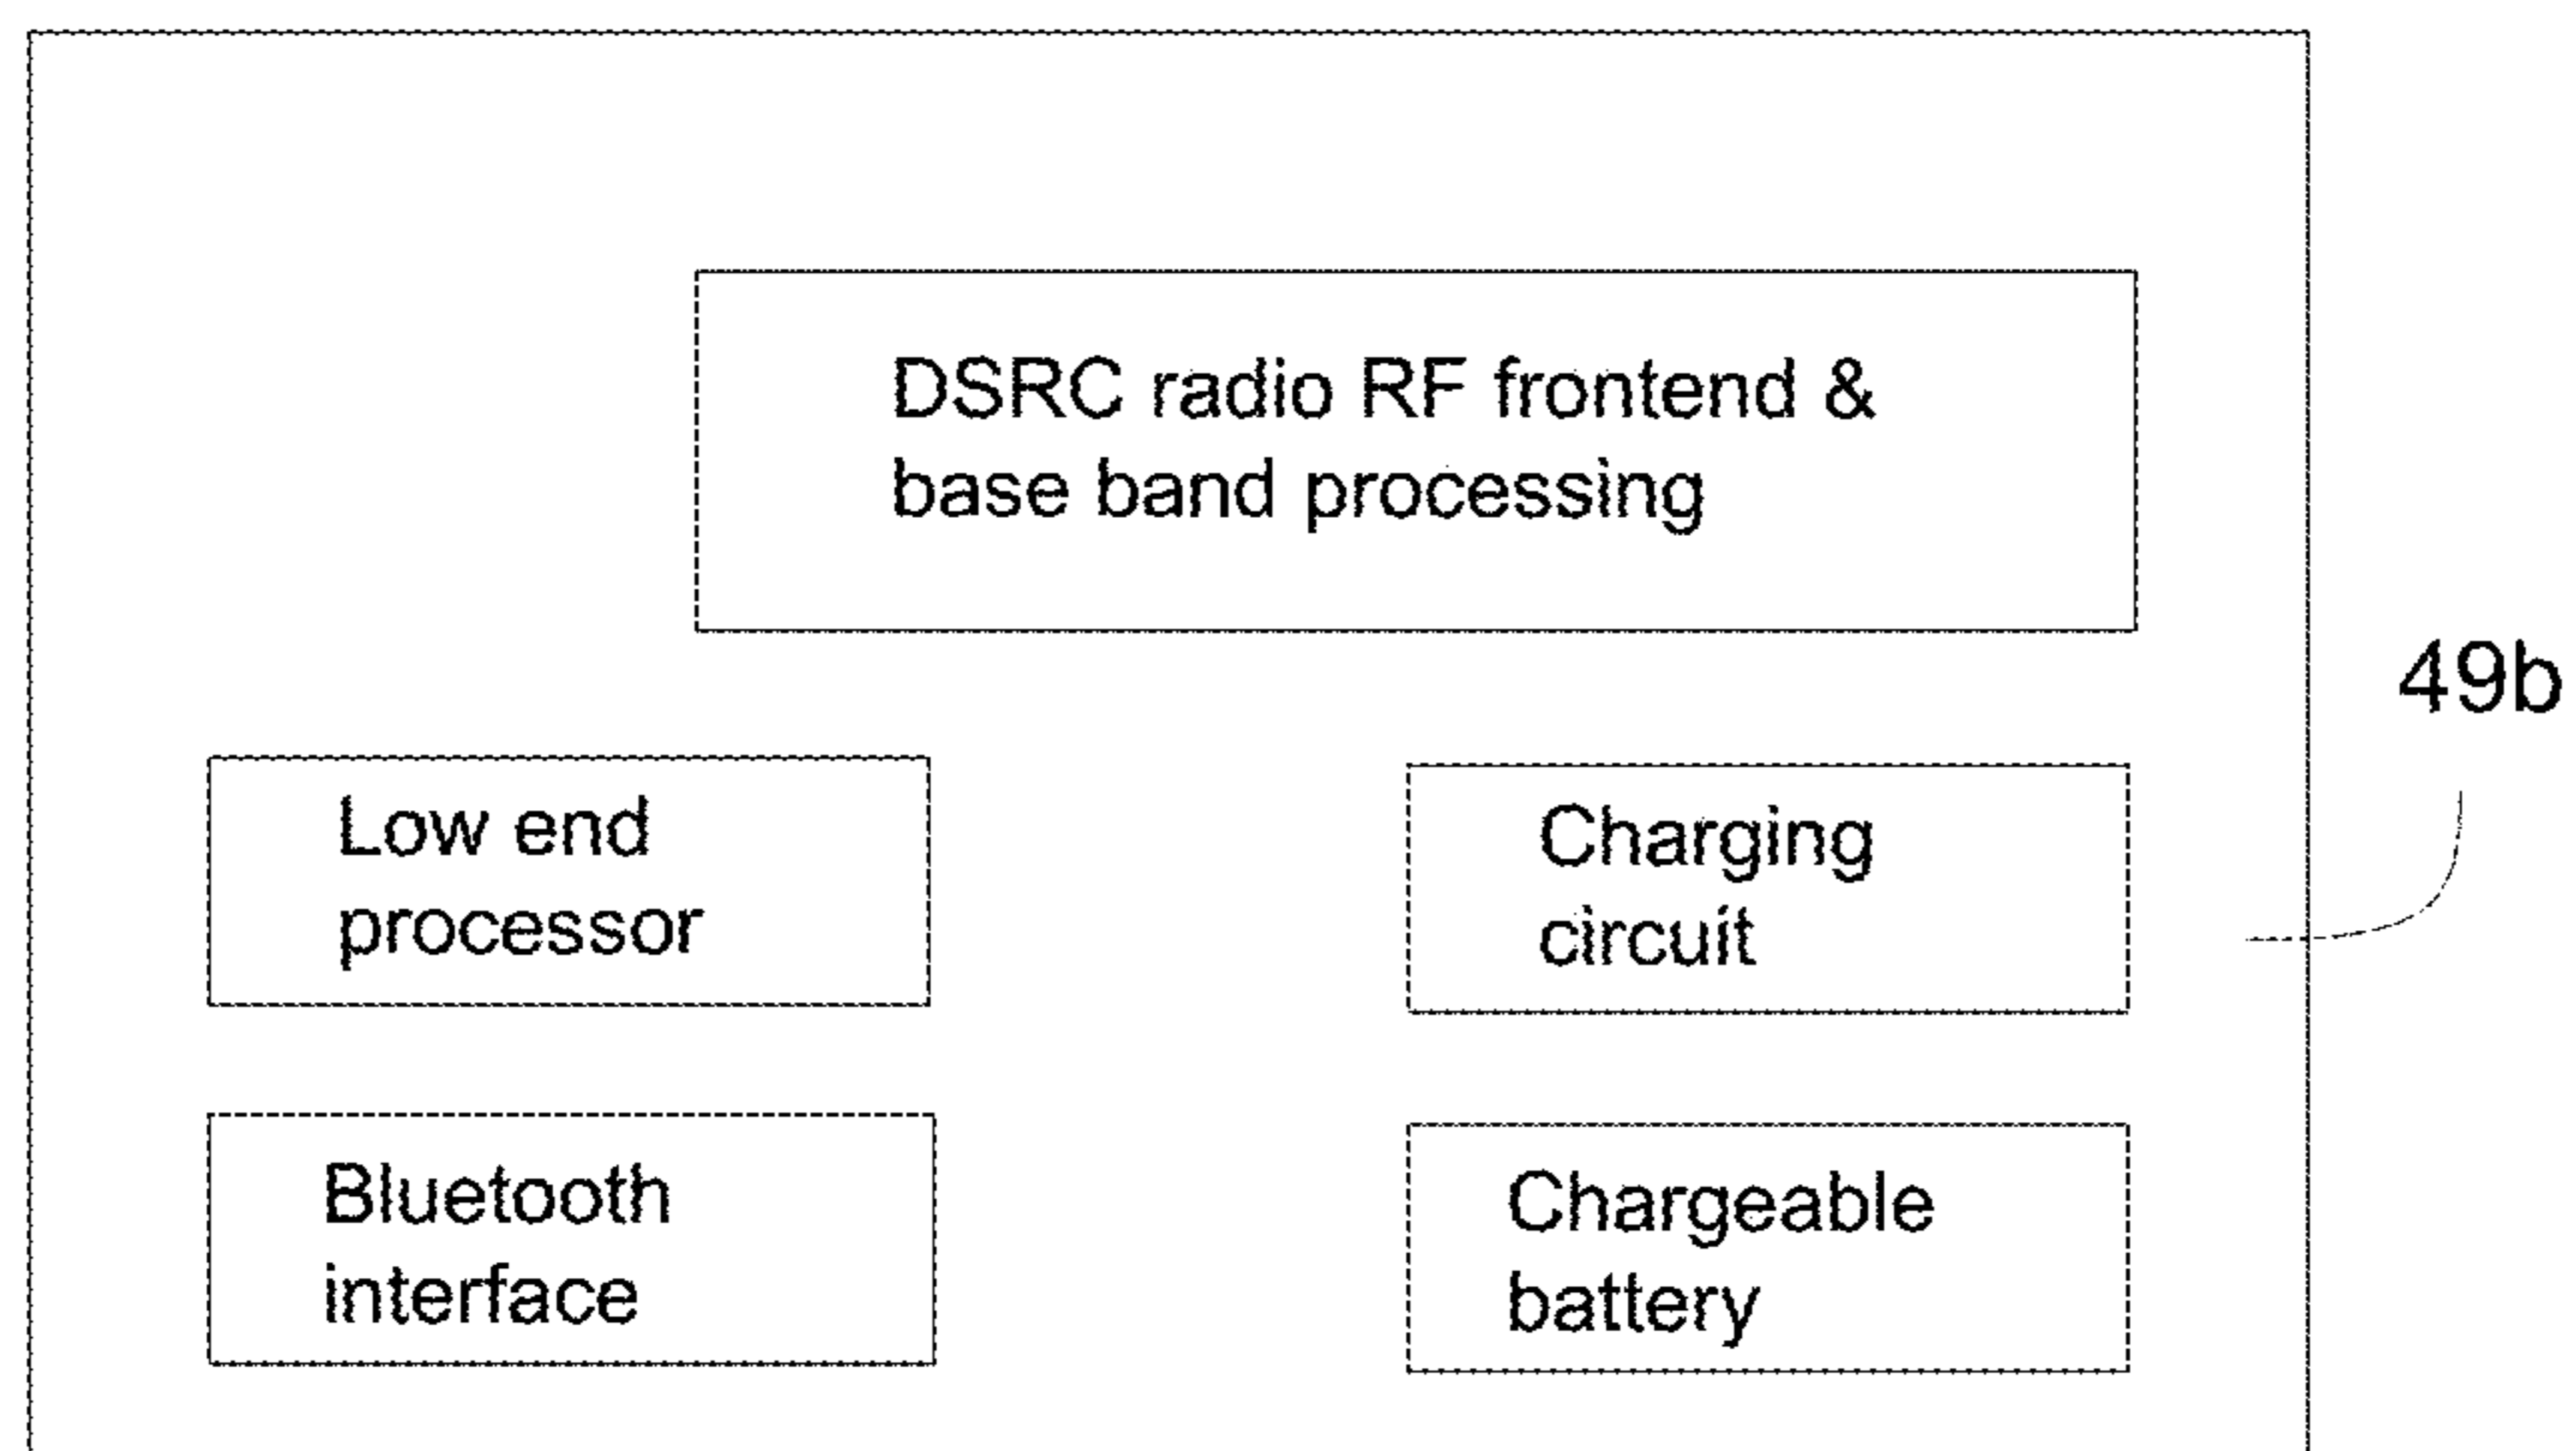 DSRC radio RF frontend &
base band processing
49b
Low end
processor
Charging
circuit
Bluetooth
interface
Chargeable
battery